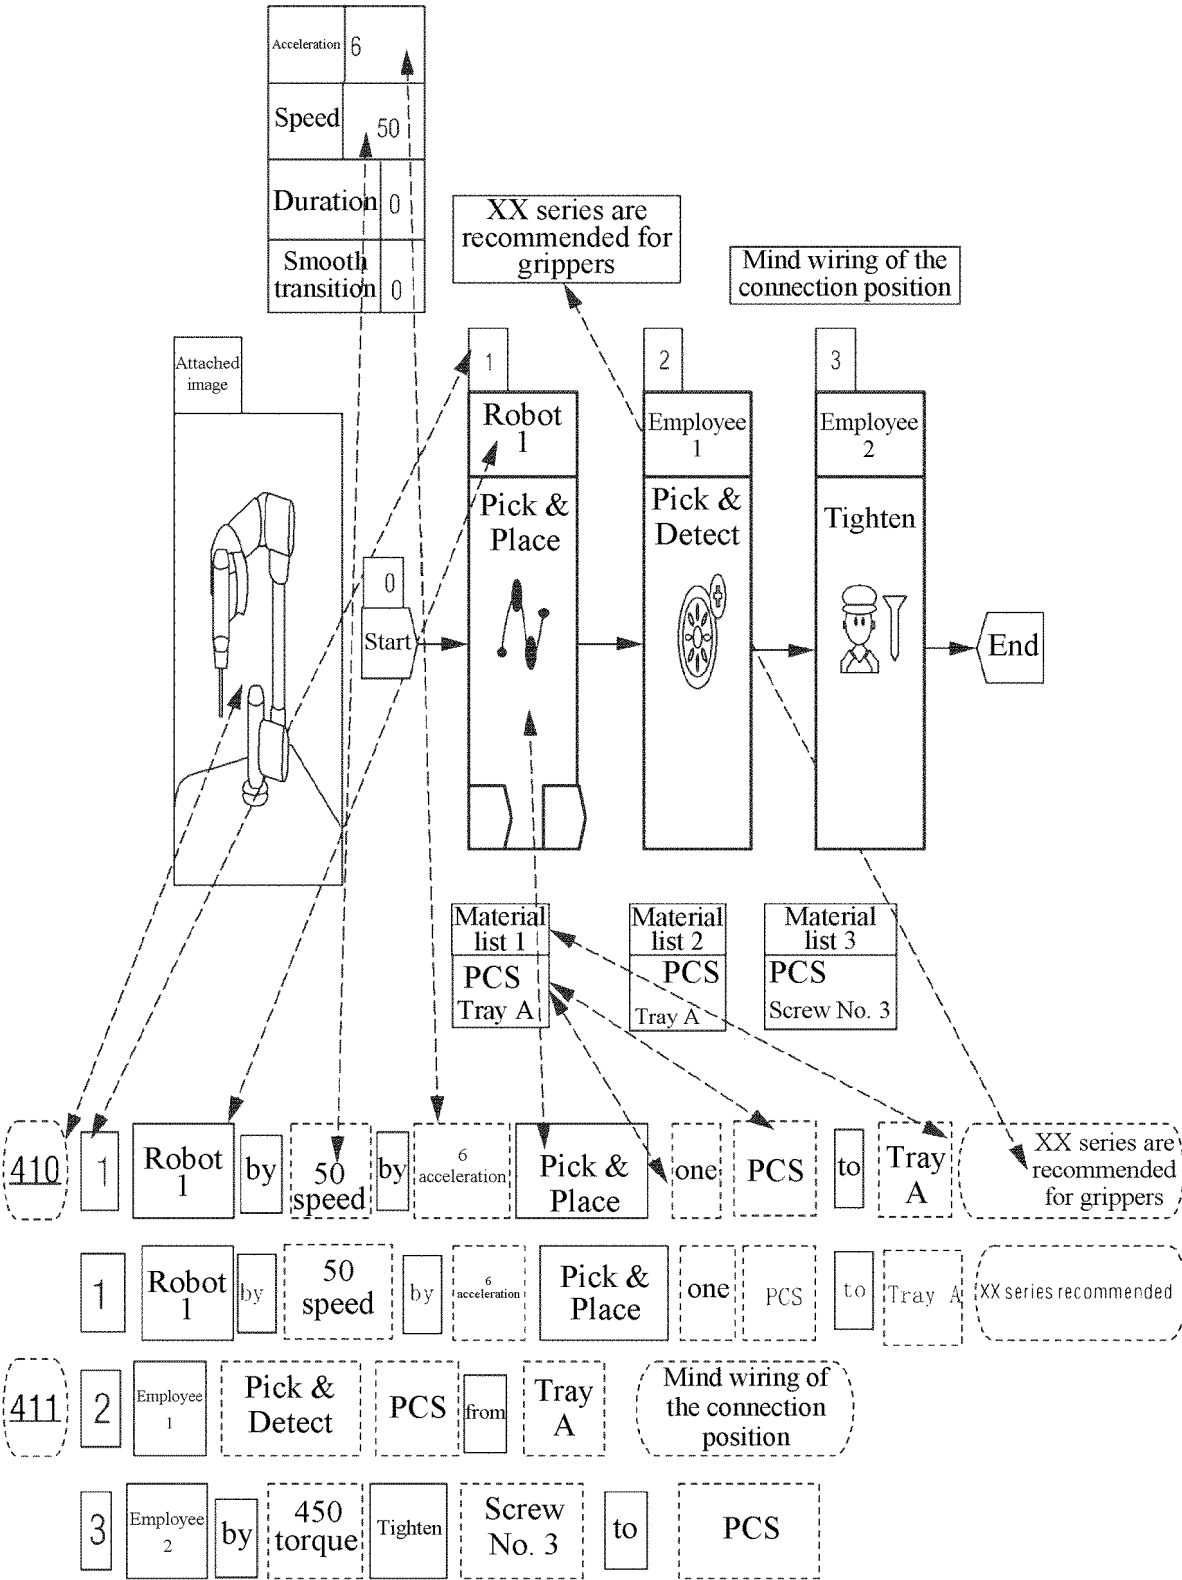 Acceleration 6
Speed 50
Duration 0
Smooth
transition 0
XX series are
recommended for
grippers
Mind wiring of the
connection position
Attached
image
1
Robot
1
Pick &
Place
2
Employee
1
Pick &
Detect
3
Employee
2
Tighten
0
Start
End
Material
list 1
PCS
Tray A
Material
list 2
PCS
Tray A
Material
list 3
PCS
Screw No. 3
410
1
Robot
1
by
50
speed
by
6
acceleration
Pick &
Place
one
PCS
to
Tray
A
XX series are
recommended
for grippers
1
Robot
1
by
50
speed
by
6
acceleration
Pick &
Place
one
PCS
to
Tray A
XX series recommended
411
2
Employee
1
Pick &
Detect
PCS
from
Tray
A
Mind wiring of
the connection
position
3
Employee
2
by
450
torque
Tighten
Screw
No. 3
to
PCS